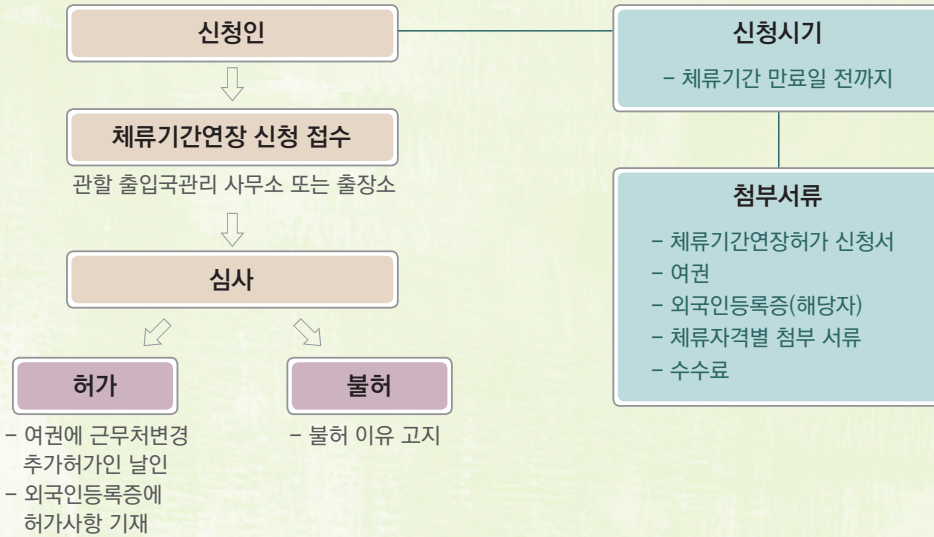 신청인
체류기간연장 신청 접수
관할 출입국관리 사무소 또는 출장소
심사
허가
– 여권에 근무처변경
추가허가인 날인
– 외국인등록증에
허가사항 기재
불허
– 불허 이유 고지
신청시기
– 체류기간 만료일 전까지
첨부서류
– 체류기간연장허가 신청서
– 여권
– 외국인등록증(해당자)
– 체류자격별 첨부 서류
– 수수료